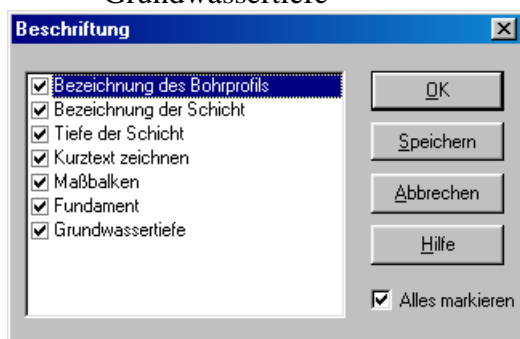 Grundwassertiefe
Beschriftung
Bezeichnung des Bohrprofils
Bezeichnung der Schicht
Tiefe der Schicht
Kurztext zeichnen
Maßbalken
Fundament
Grundwassertiefe
OK
Speichern
Abbrechen
Hilfe
Alles markieren